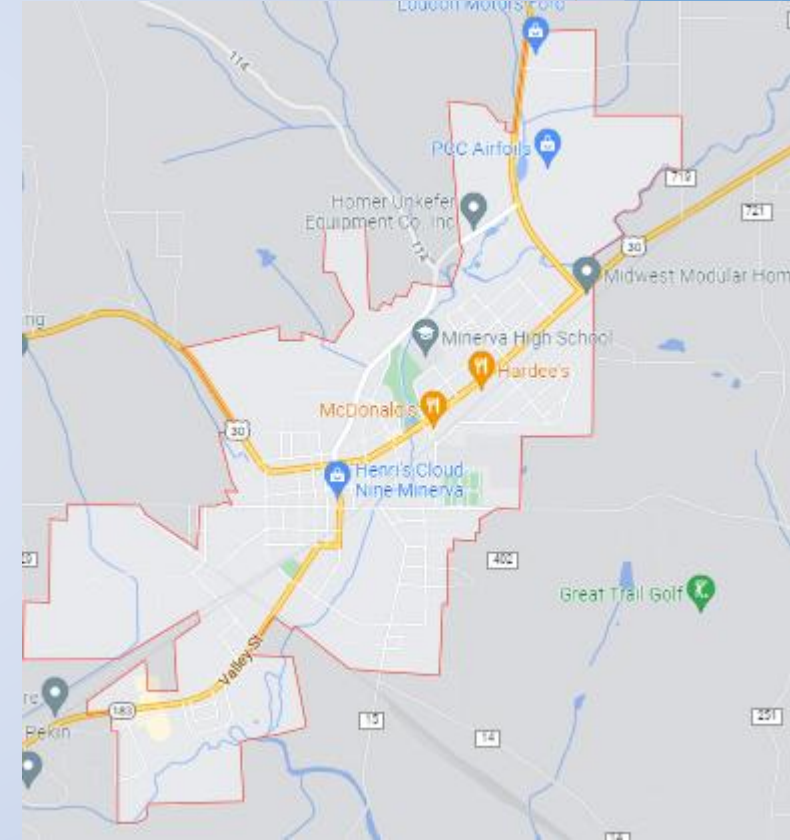 Loudon Motors Ford
114
PCC Airfoils
719
Homer Unkefer
Equipment Co. Inc
721
114
30
Midwest Modular Hom
ng
Minerva High School
Hardee's
McDonald's
30
Henri's Cloud
Nine Minerva
402
Great Trail Golf
Valley St
re
183
Pekin
15
251
14